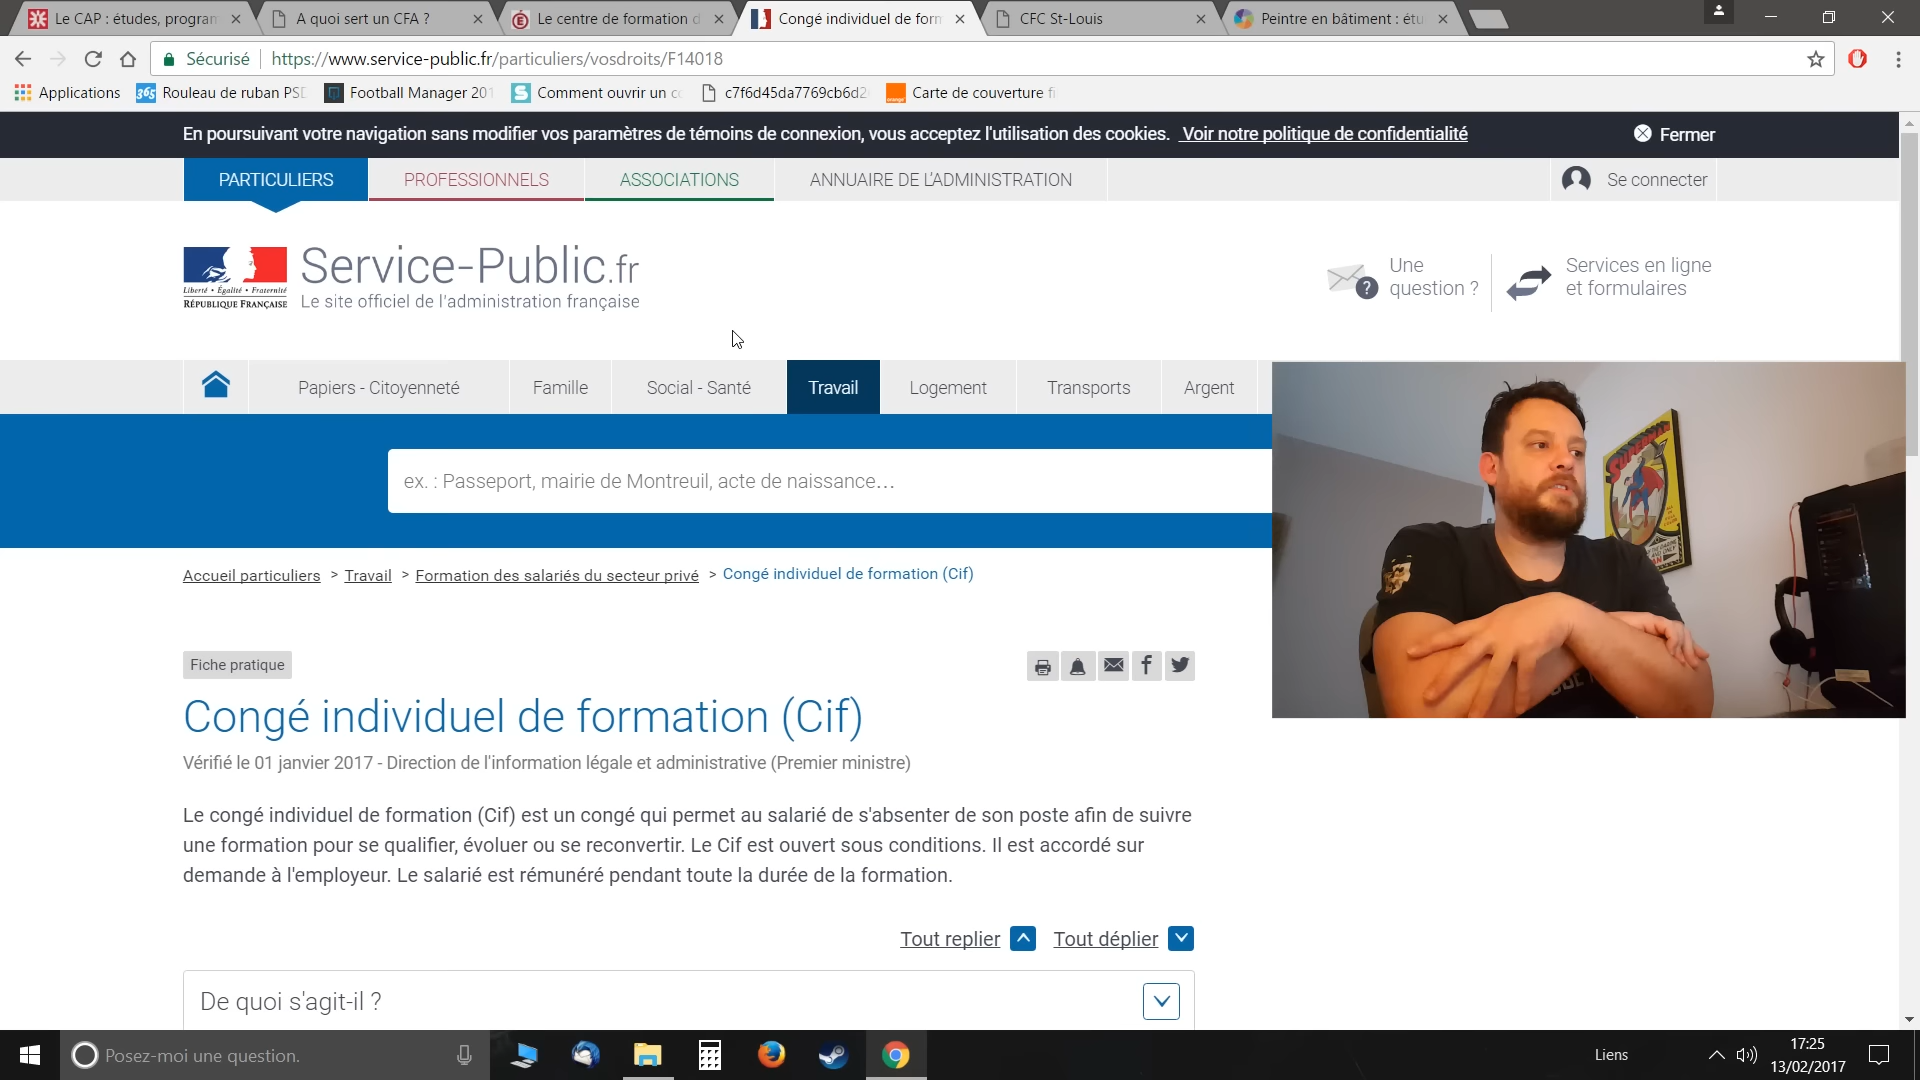 Le CAP : études, program
A quoi sert un CFA ?
Le centre de formation d
Congé individuel de form
CFC St-Louis
Peintre en bâtiment : étu
Sécurisé
https://www.service-public.fr/particuliers/vosdroits/F14018
Applications
365
Rouleau de ruban PSD
Football Manager 201
Comment ouvrir un co
c7f6d45da7769cb6d2
Carte de couverture fi
En poursuivant votre navigation sans modifier vos paramètres de témoins de connexion, vous acceptez l'utilisation des cookies. Voir notre politique de confidentialité
Fermer
PARTICULIERS
PROFESSIONNELS
ASSOCIATIONS
ANNUAIRE DE L'ADMINISTRATION
Se connecter
Liberté • Égalité • Fraternité
RÉPUBLIQUE FRANÇAISE
Service-Public.fr
Le site officiel de l'administration française
Une
question ?
Services en ligne
et formulaires
Papiers - Citoyenneté
Famille
Social - Santé
Travail
Logement
Transports
Argent
SUPERMAN
ex. : Passeport, mairie de Montreuil, acte de naissance…
Accueil particuliers > Travail > Formation des salariés du secteur privé > Congé individuel de formation (Cif)
Fiche pratique
Congé individuel de formation (Cif)
Vérifié le 01 janvier 2017 - Direction de l'information légale et administrative (Premier ministre)
Le congé individuel de formation (Cif) est un congé qui permet au salarié de s'absenter de son poste afin de suivre
une formation pour se qualifier, évoluer ou se reconvertir. Le Cif est ouvert sous conditions. Il est accordé sur
demande à l'employeur. Le salarié est rémunéré pendant toute la durée de la formation.
Tout replier
Tout déplier
De quoi s'agit-il ?
Posez-moi une question.
Liens
17:25
13/02/2017